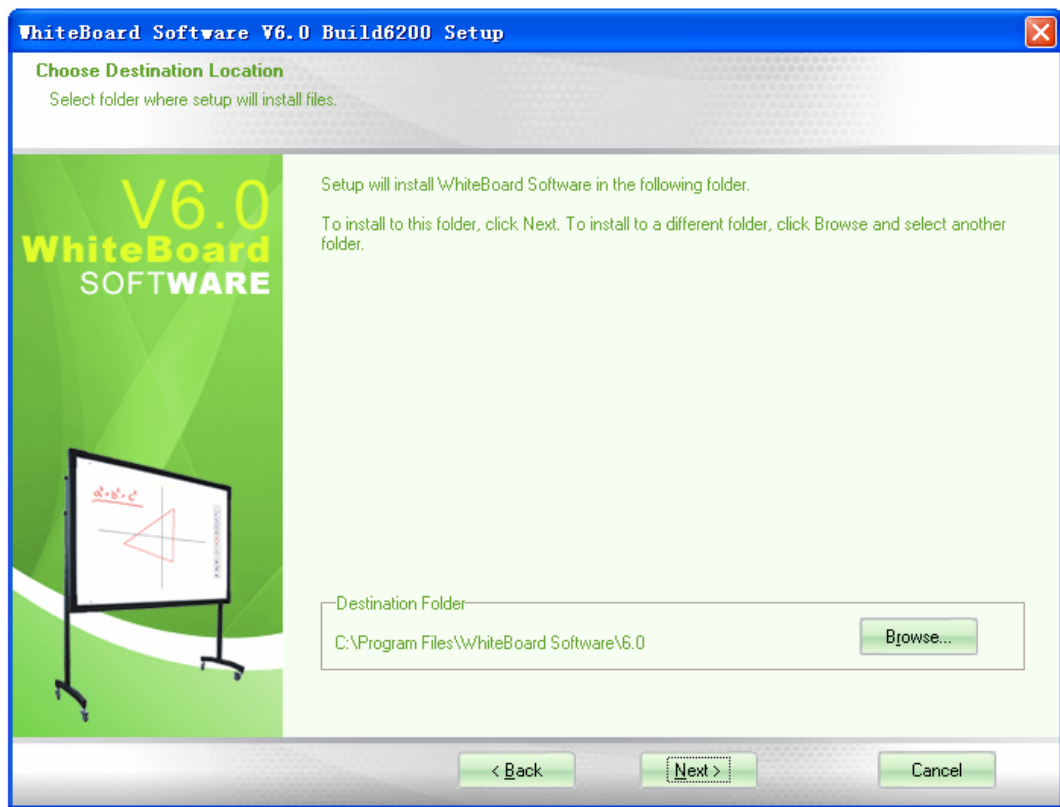 WhiteBoard Software V6.0 Build6200 Setup
Choose Destination Location
Select folder where setup will install files.
V6.0
WhiteBoard
SOFTWARE
Setup will install WhiteBoard Software in the following folder.
To install to this folder, click Next. To install to a different folder, click Browse and select another
folder.
Destination Folder
C:\Program Files\WhiteBoard Software\6.0
Browse...
< Back
Next >
Cancel